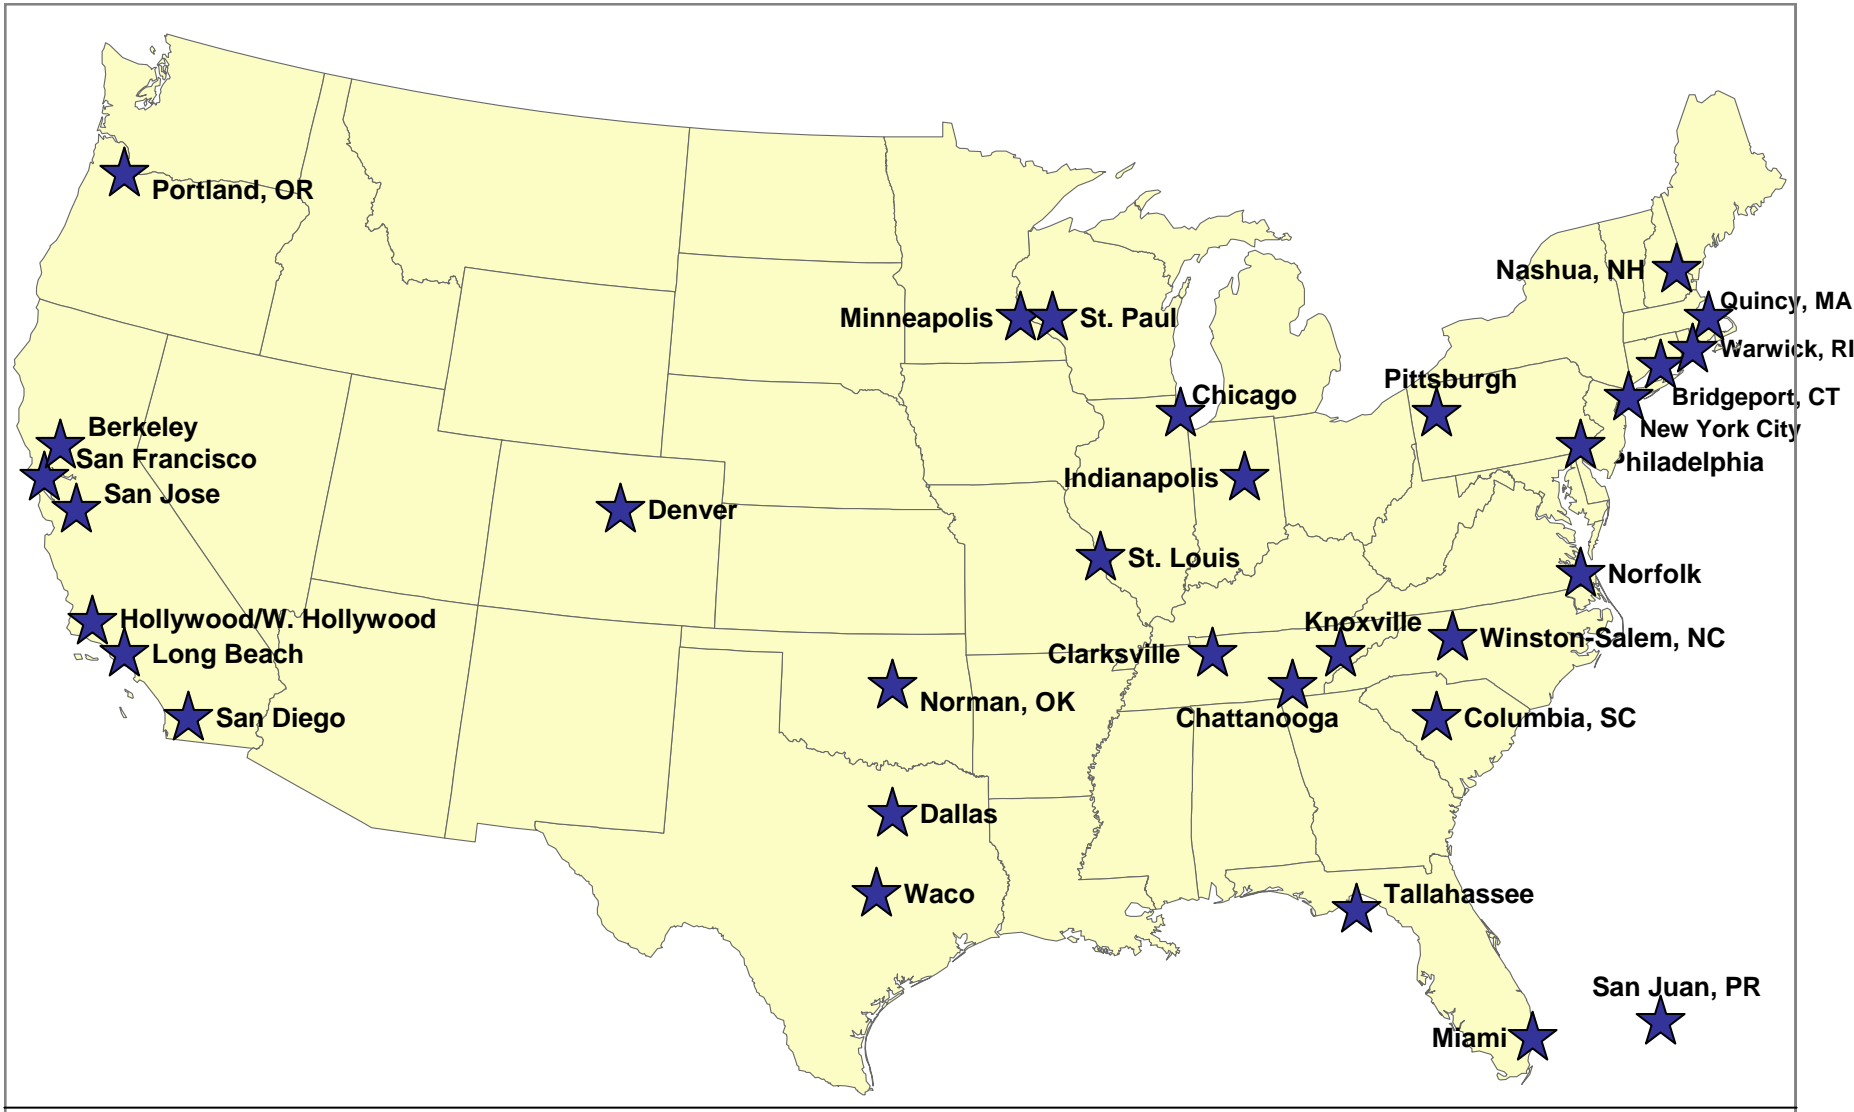 Portland, OR
Nashua, NH
Quincy, MA
Minneapolis
St. Paul
Warwick, RI
Pittsburgh
Chicago
Bridgeport, CT
Berkeley
New York City
San Francisco
Philadelphia
Indianapolis
San Jose
Denver
St. Louis
Norfolk
Hollywood/W. Hollywood
Knoxville
Winston-Salem, NC
Long Beach
Clarksville
Norman, OK
San Diego
Chattanooga
Columbia, SC
Dallas
Waco
Tallahassee
San Juan, PR
Miami